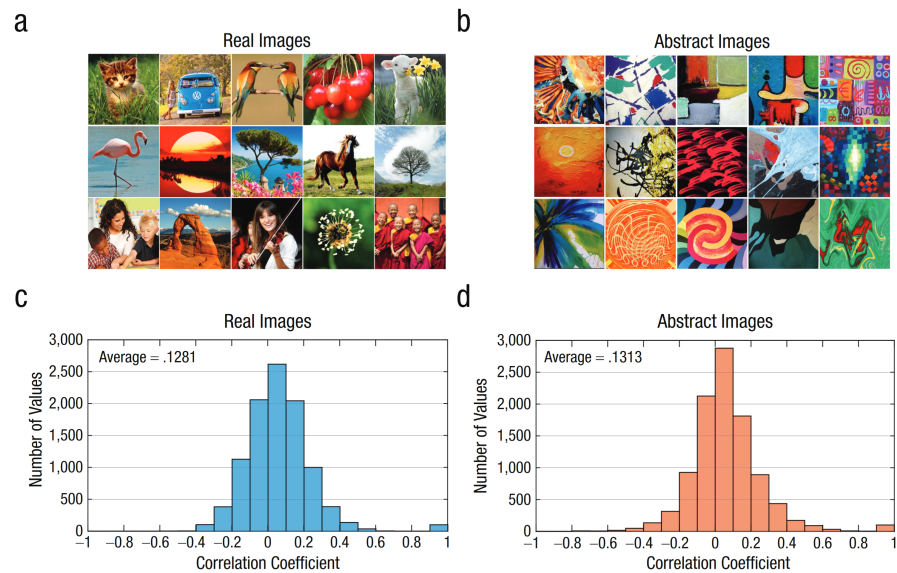 a
Real Images
b
Abstract Images
c
Real Images
Average = .1281
3,000
2,500
2,000
1,500
1,000
500
0
Number of Values
−1 −0.8 −0.6 −0.4 −0.2 0 0.2 0.4 0.6 0.8 1
Correlation Coefficient
d
Abstract Images
Average = .1313
3,000
2,500
2,000
1,500
1,000
500
0
Number of Values
−1 −0.8 −0.6 −0.4 −0.2 0 0.2 0.4 0.6 0.8 1
Correlation Coefficient